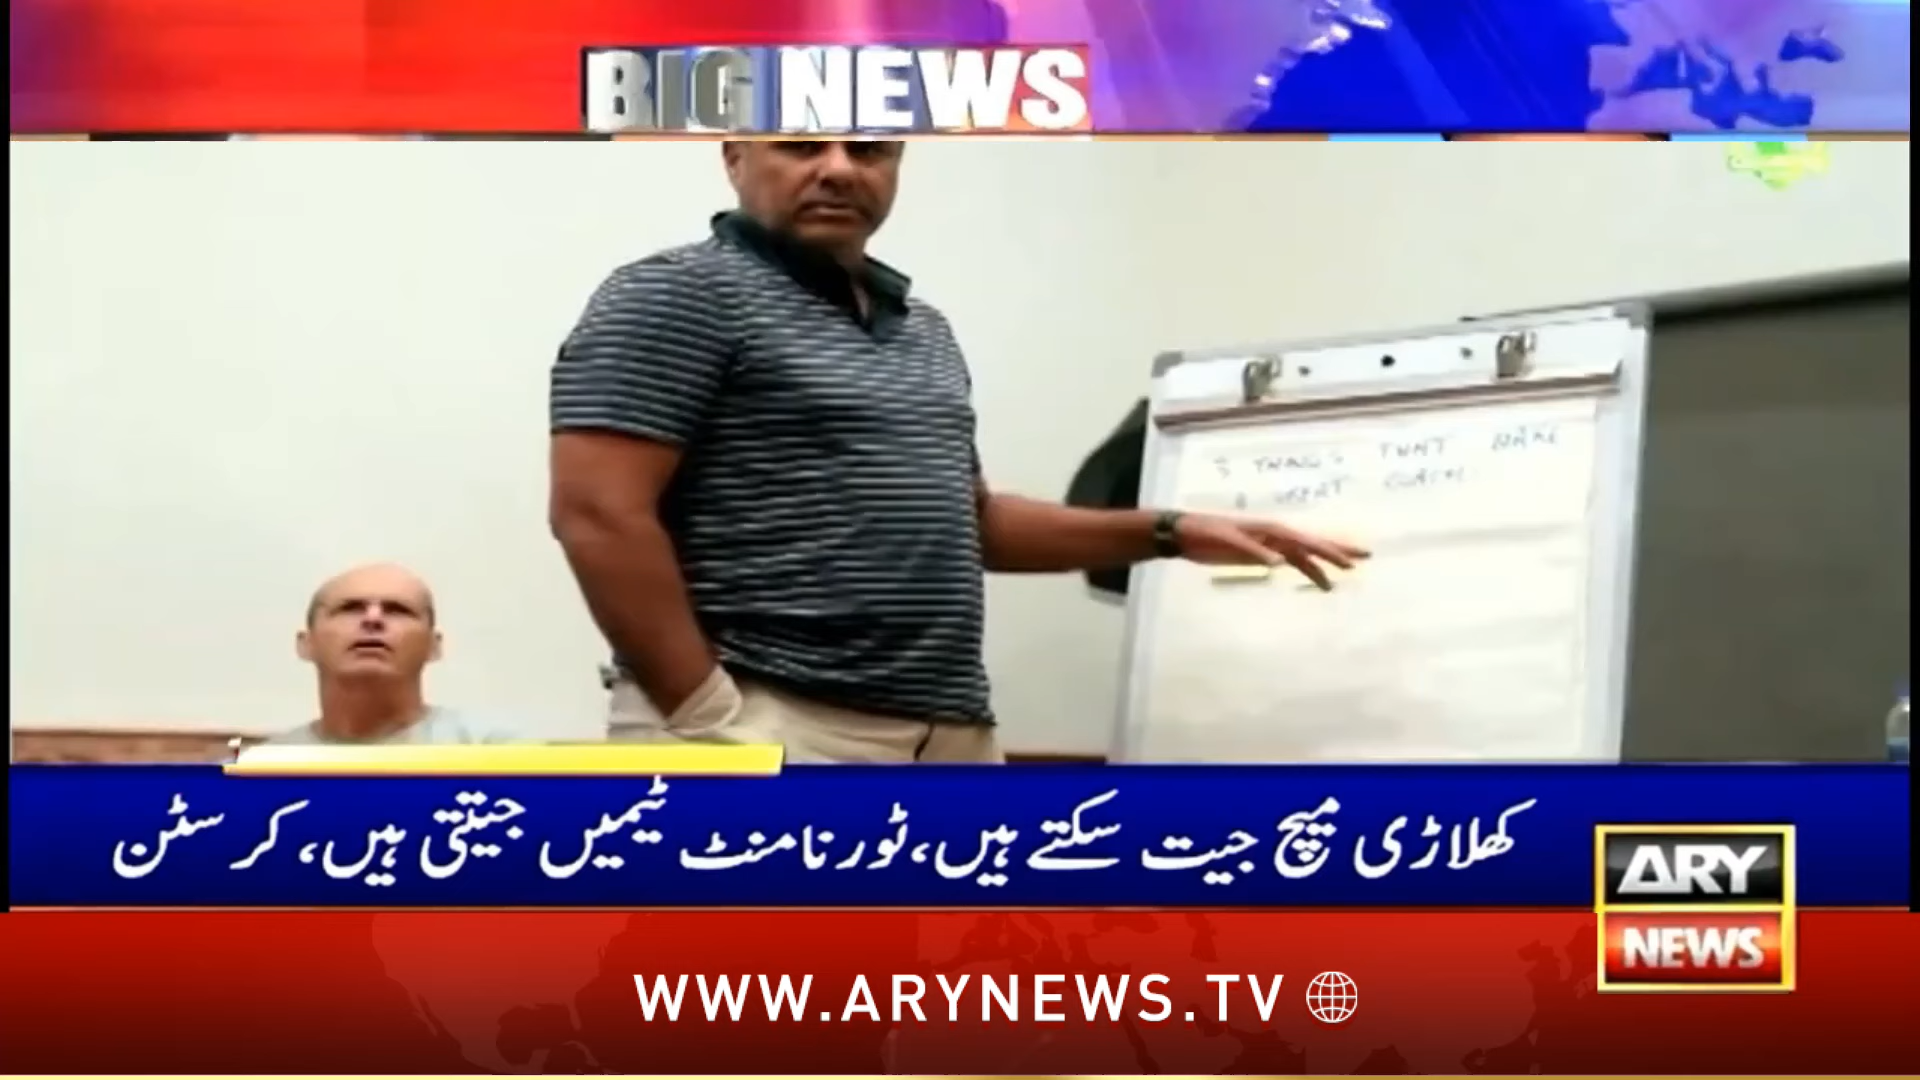 BIG NEWS
3 THINGS THAT MAKE
A GREAT COACH
کھلاڑی میچ جیت سکتے ہیں،ٹورنامنٹ ٹیمیں جیتتی ہیں، کرسٹن
ARY
NEWS
WWW.ARYNEWS.TV